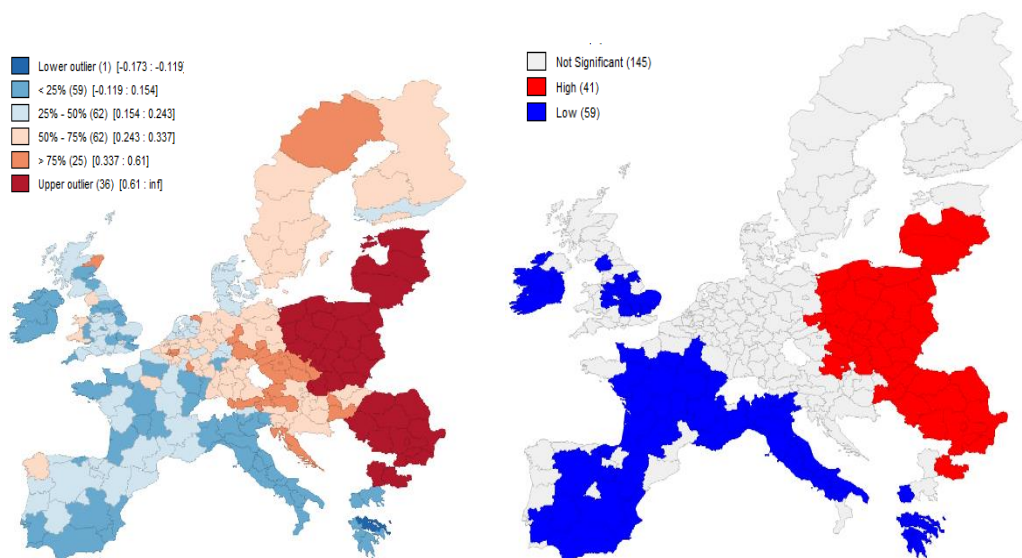 Lower outlier (1) [-0.173 : -0.119]
< 25% (59) [-0.119 : 0.154]
25% - 50% (62) [0.154 : 0.243]
50% - 75% (62) [0.243 : 0.337]
> 75% (25) [0.337 : 0.61]
Upper outlier (36) [0.61 : inf]
Not Significant (145)
High (41)
Low (59)